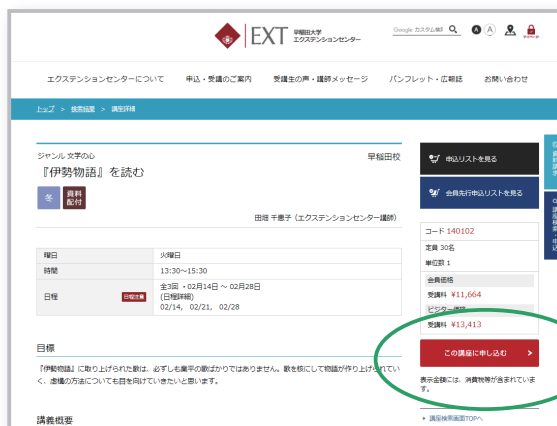 EXT 早稲田大学
エクステンションセンター
Google カスタム検索
A A
エクステンションセンターについて 申込・受講のご案内 受講生の声・講師メッセージ パンフレット・広報誌 お問い合わせ
トップ > 検索結果 > 講座詳細
ジャンル 文学の心
早稲田校
『伊勢物語』を読む
冬 資料
配付
田畑 千恵子（エクステンションセンター講師）
曜日 火曜日
時間 13:30～15:30
日程 日程注意 全3回 ・02月14日 ～ 02月28日
(日程詳細)
02/14, 02/21, 02/28
目標
『伊勢物語』に取り上げられた歌は、必ずしも業平の歌ばかりではありません。歌を核にして物語が作り上げられてい
く、虚構の方法についても目を向けていきたいと思います。
講義概要
申込リストを見る
会員先行申込リストを見る
コード 140102
定員 30名
単位数 1
会員価格
受講料 ¥11,664
ビジター価格
受講料 ¥13,413
この講座に申し込む >
表示金額には、消費税等が含まれていま
す。
講座検索画面TOPへ
資料請求
講座検索・申込